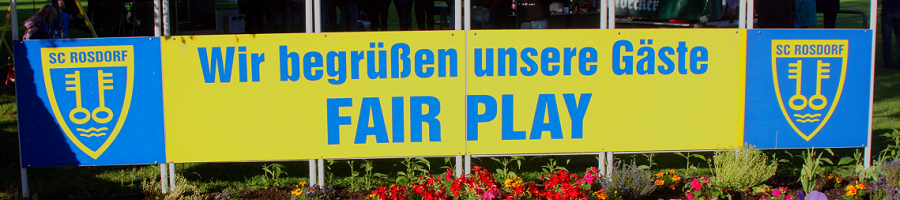 SC ROSDORF
Wir begrüßen unsere Gäste
FAIR PLAY
SC ROSDORF